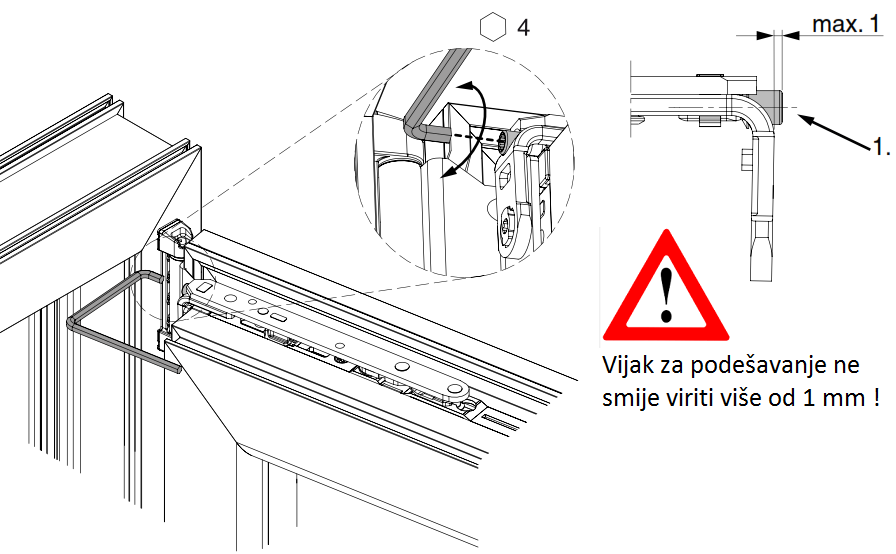 4
max. 1
1.
Vijak za podešavanje ne
smije viriti više od 1 mm !